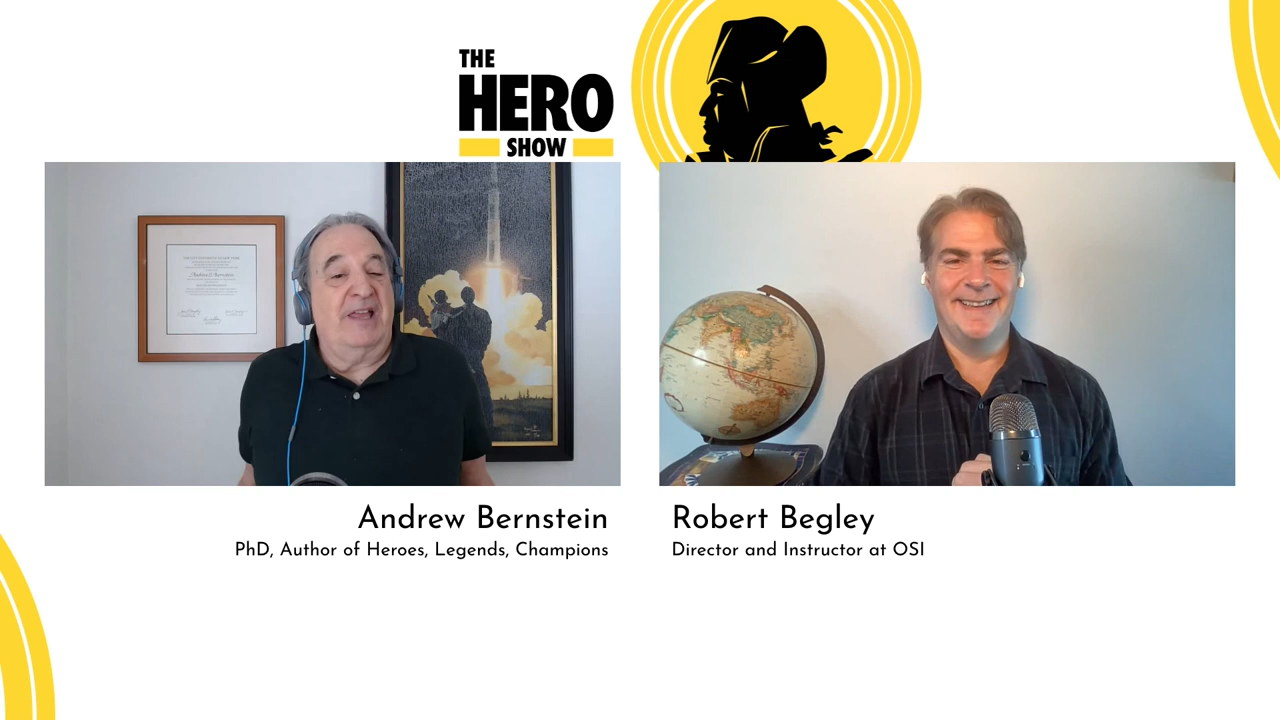 THE
HERO
SHOW
Andrew Bernstein
PhD, Author of Heroes, Legends, Champions
Robert Begley
Director and Instructor at OSI